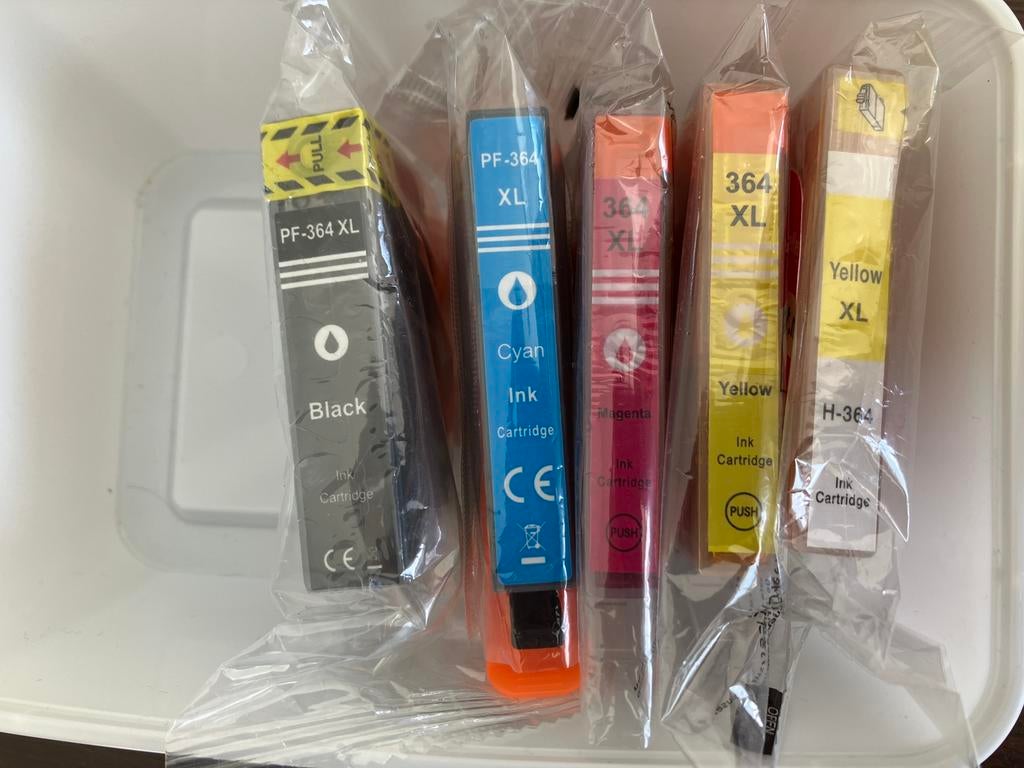 PULL
PF-364 XL
Black
Ink
Cartridge
CE
PF-364
XL
Cyan
Ink
Cartridge
CE
364
XL
Magenta
Ink
Cartridge
PUSH
364
XL
Yellow
Ink
Cartridge
PUSH
Yellow
XL
H-364
Ink
Cartridge
OPEN